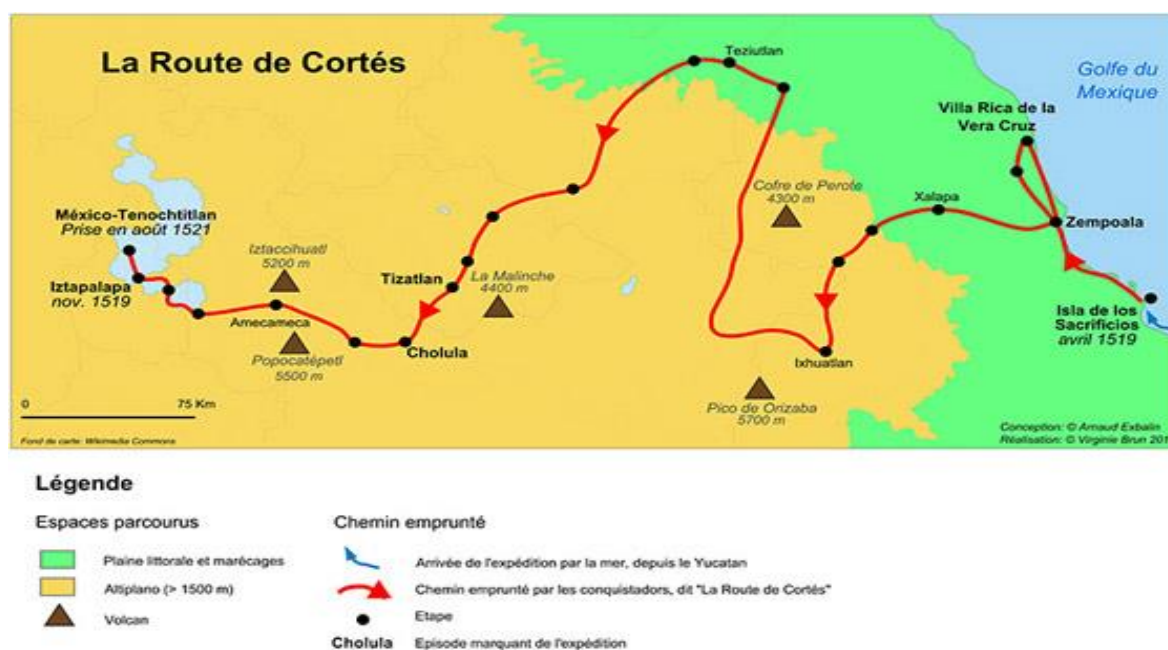 La Route de Cortés
Teziutlan
Golfe du
Mexique
Villa Rica de la
Vera Cruz
Cofre de Perote
4300 m
Xalapa
Zempoala
México-Tenochtitlan
Prise en août 1521
Iztaccihuatl
5200 m
Tizatlan
La Malinche
4400 m
Iztapalapa
nov. 1519
Isla de los
Sacrificios
avril 1519
Amecameca
Cholula
Ixhuatlan
Popocatépetl
5500 m
Pico de Orizaba
5700 m
0 75 Km
Fond de carte: Wikimedia Commons
Conception: © Arnaud Exbalin
Réalisation: © Virginie Brun 201
Légende
Espaces parcourus
Plaine littorale et marécages
Altiplano (> 1500 m)
Volcan
Chemin emprunté
Arrivée de l'expédition par la mer, depuis le Yucatan
Chemin emprunté par les conquistadors, dit "La Route de Cortés"
Etape
Cholula Episode marquant de l'expédition